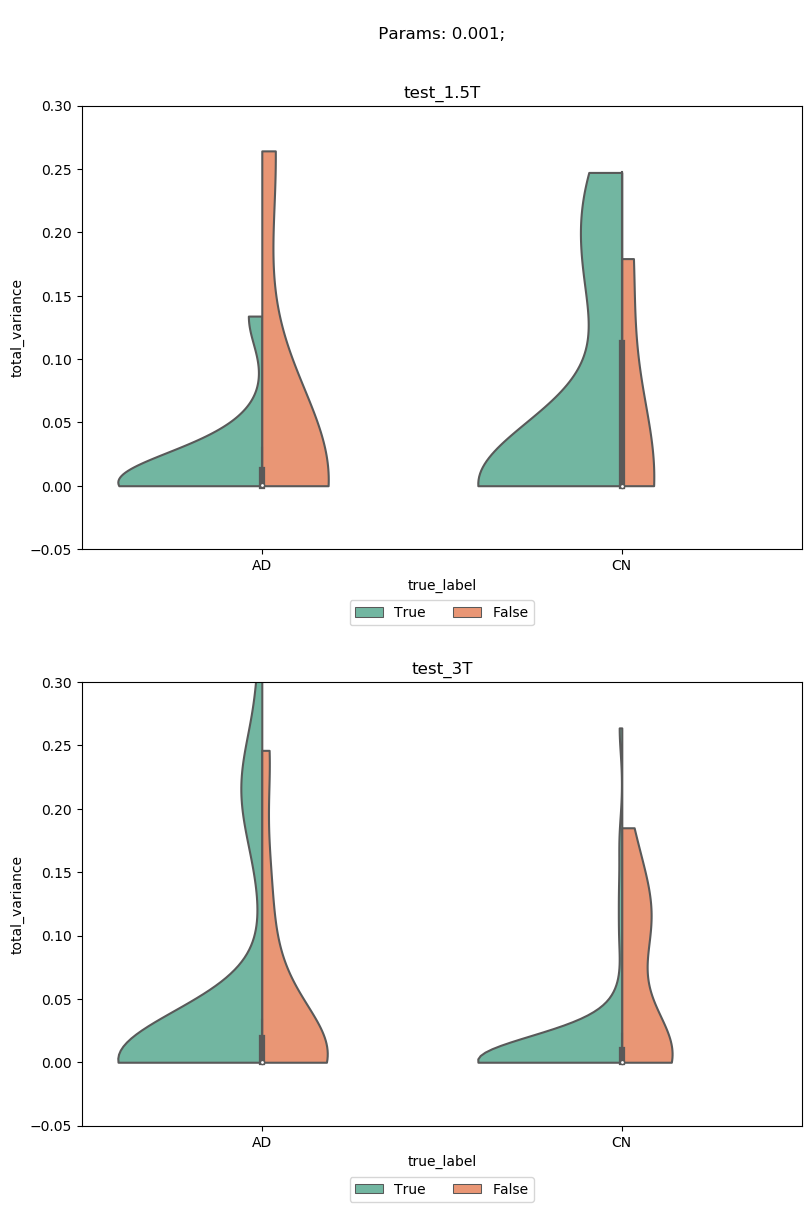 Params: 0.001;
test_1.5T
0.30
0.25
0.20
0.15
0.10
0.05
0.00
−0.05
total_variance
AD CN
true_label
True False
test_3T
0.30
0.25
0.20
0.15
0.10
0.05
0.00
−0.05
total_variance
AD CN
true_label
True False